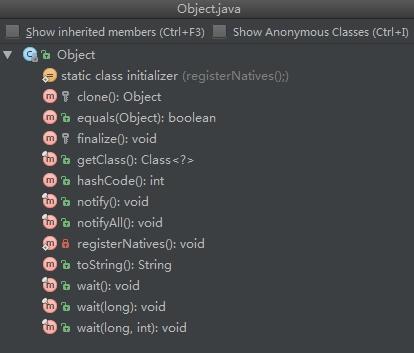 Object.java
Show inherited members (Ctrl+F3) Show Anonymous Classes (Ctrl+I)
Object
static class initializer (registerNatives();)
clone(): Object
equals(Object): boolean
finalize(): void
getClass(): Class<?>
hashCode(): int
notify(): void
notifyAll(): void
registerNatives(): void
toString(): String
wait(): void
wait(long): void
wait(long, int): void